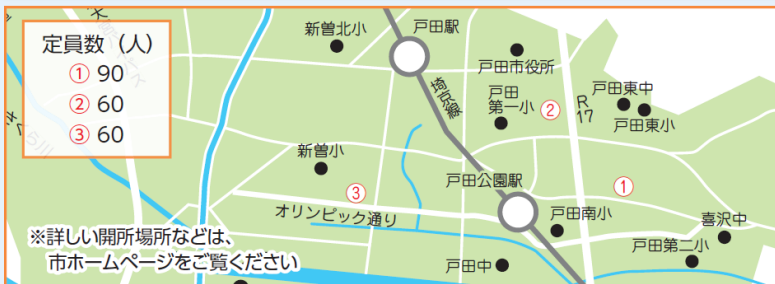 定員数（人）
① 90
② 60
③ 60
新曽北小
戸田駅
戸田市役所
埼京線
戸田
第一小
②
R
17
戸田東中
戸田東小
新曽小
③
戸田公園駅
①
オリンピック通り
戸田南小
喜沢中
戸田第二小
戸田中
※詳しい開所場所などは、
市ホームページをご覧ください